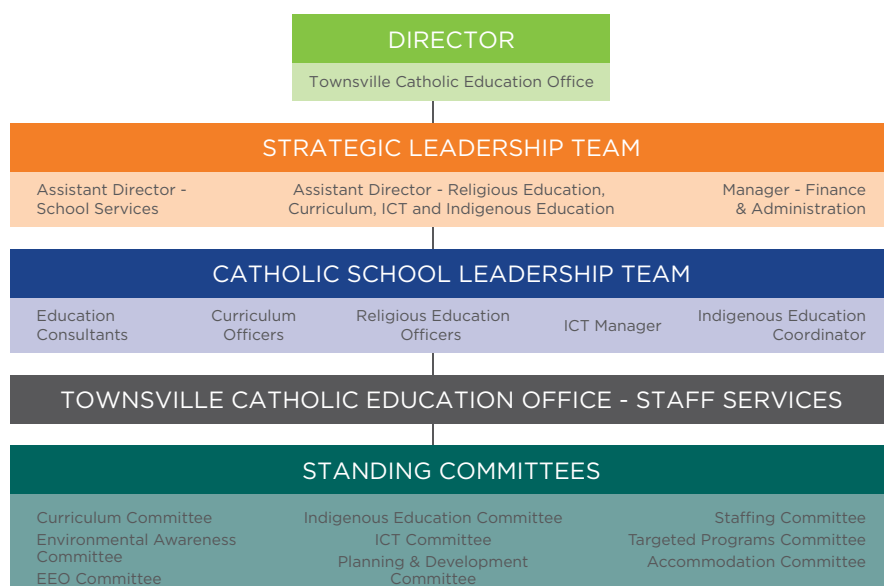 DIRECTOR
Townsville Catholic Education Office
STRATEGIC LEADERSHIP TEAM
Assistant Director -
School Services
Assistant Director - Religious Education,
Curriculum, ICT and Indigenous Education
Manager - Finance
& Administration
CATHOLIC SCHOOL LEADERSHIP TEAM
Education
Consultants
Curriculum
Officers
Religious Education
Officers
ICT Manager
Indigenous Education
Coordinator
TOWNSVILLE CATHOLIC EDUCATION OFFICE - STAFF SERVICES
STANDING COMMITTEES
Curriculum Committee
Environmental Awareness
Committee
EEO Committee
Indigenous Education Committee
ICT Committee
Planning & Development
Committee
Staffing Committee
Targeted Programs Committee
Accommodation Committee